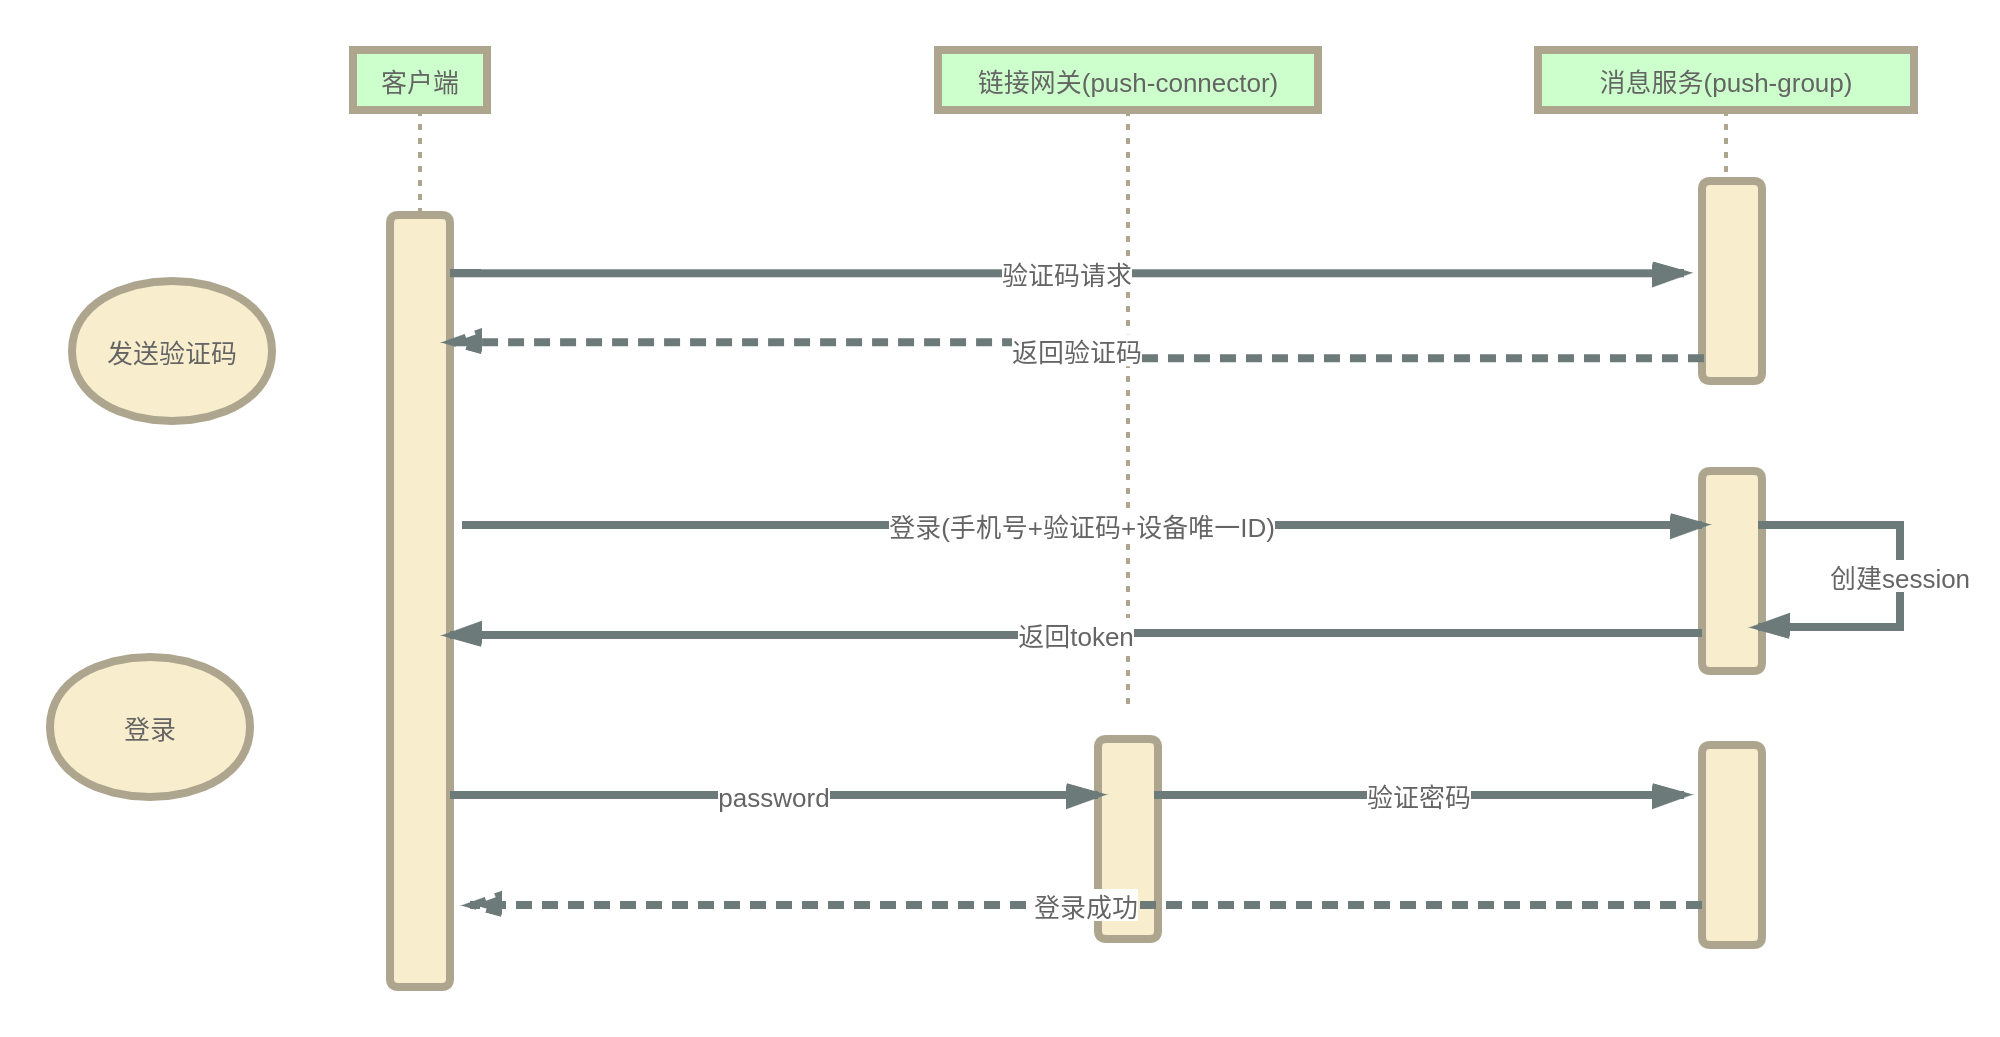 客户端
链接网关(push-connector)
消息服务(push-group)
验证码请求
发送验证码
返回验证码
登录(手机号+验证码+设备唯一ID)
创建session
返回token
登录
password
验证密码
登录成功